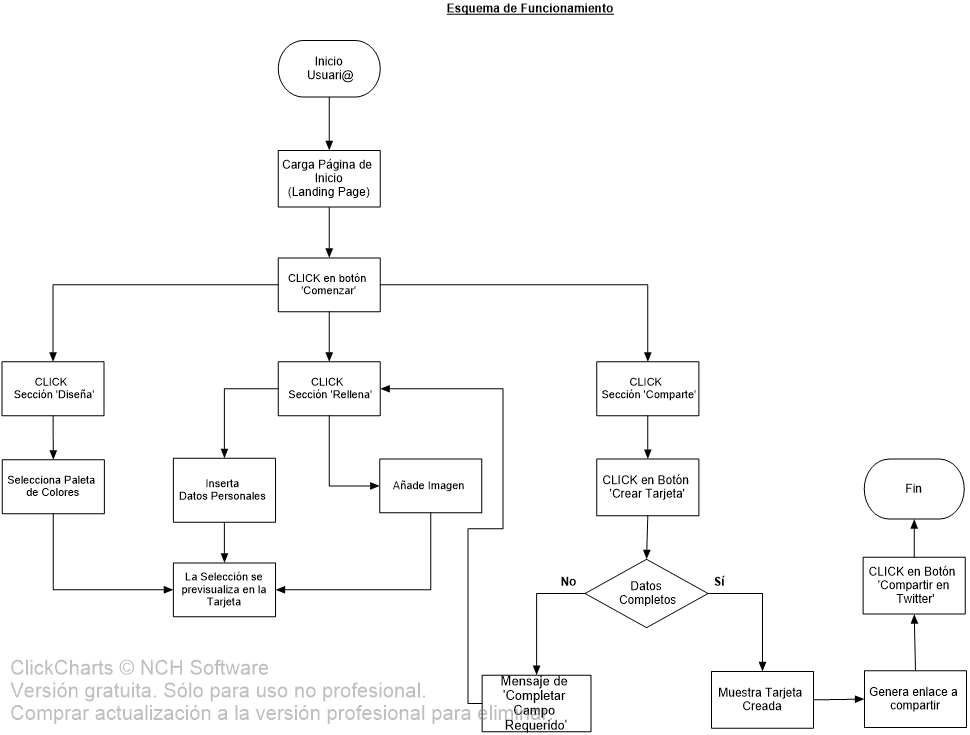 Esquema de Funcionamiento
Inicio
Usuari@
Carga Página de
Inicio
(Landing Page)
CLICK en botón
'Comenzar'
CLICK
Sección 'Diseña'
CLICK
Sección 'Rellena'
CLICK
Sección 'Comparte'
Selecciona Paleta
de Colores
Inserta
Datos Personales
Añade Imagen
CLICK en Botón
'Crear Tarjeta'
Fin
La Selección se
previsualiza en la
Tarjeta
No
Datos
Completos
Sí
CLICK en Botón
'Compartir en
Twitter'
Mensaje de
'Completar
Campo
Requerido'
Muestra Tarjeta
Creada
Genera enlace a
compartir
ClickCharts © NCH Software
Versión gratuita. Sólo para uso no profesional.
Comprar actualización a la versión profesional para eliminar.